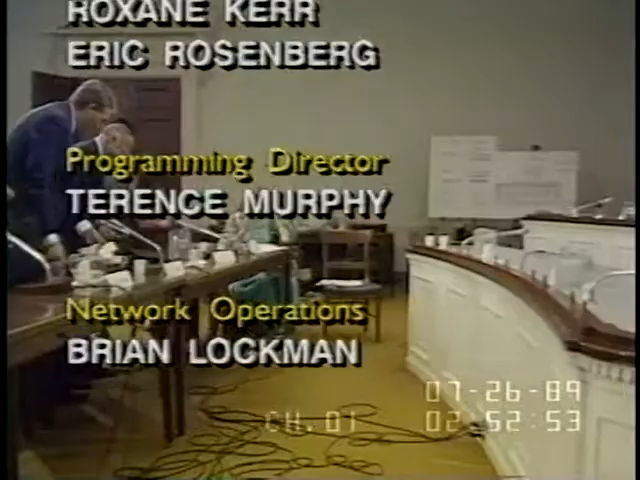 ROXANE KERR
ERIC ROSENBERG
Programming Director
TERENCE MURPHY
Network Operations
BRIAN LOCKMAN
07-26-89
CH.01 02:52:53